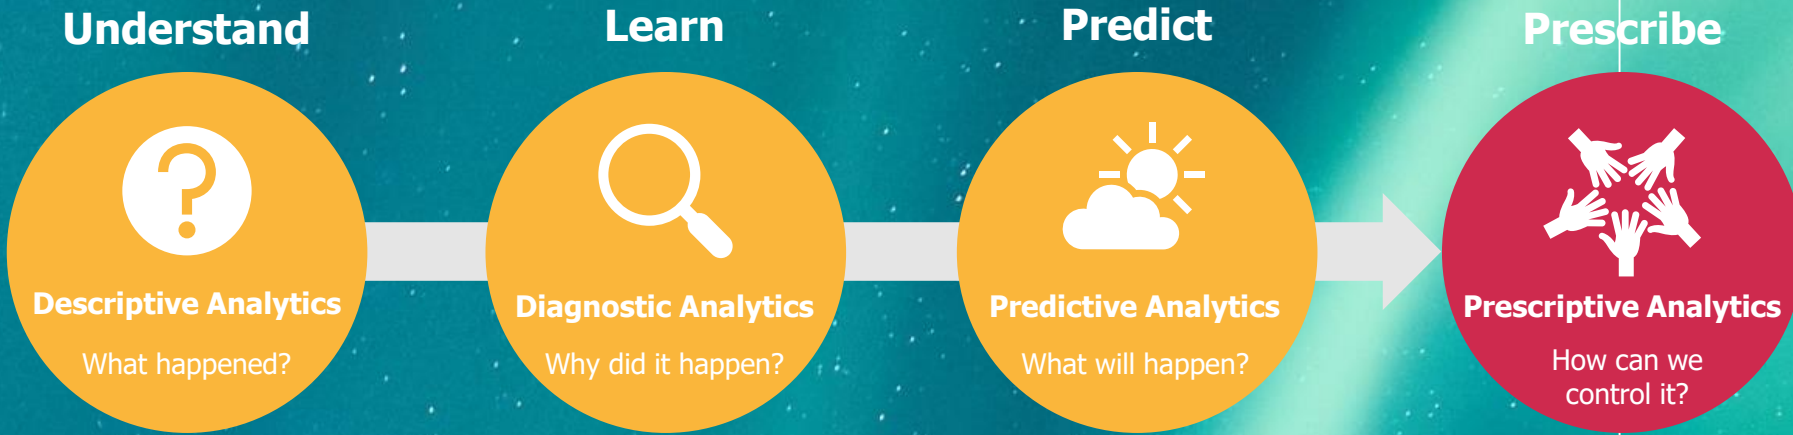 Understand
Descriptive Analytics
What happened?
Learn
Diagnostic Analytics
Why did it happen?
Predict
Predictive Analytics
What will happen?
Prescribe
Prescriptive Analytics
How can we
control it?